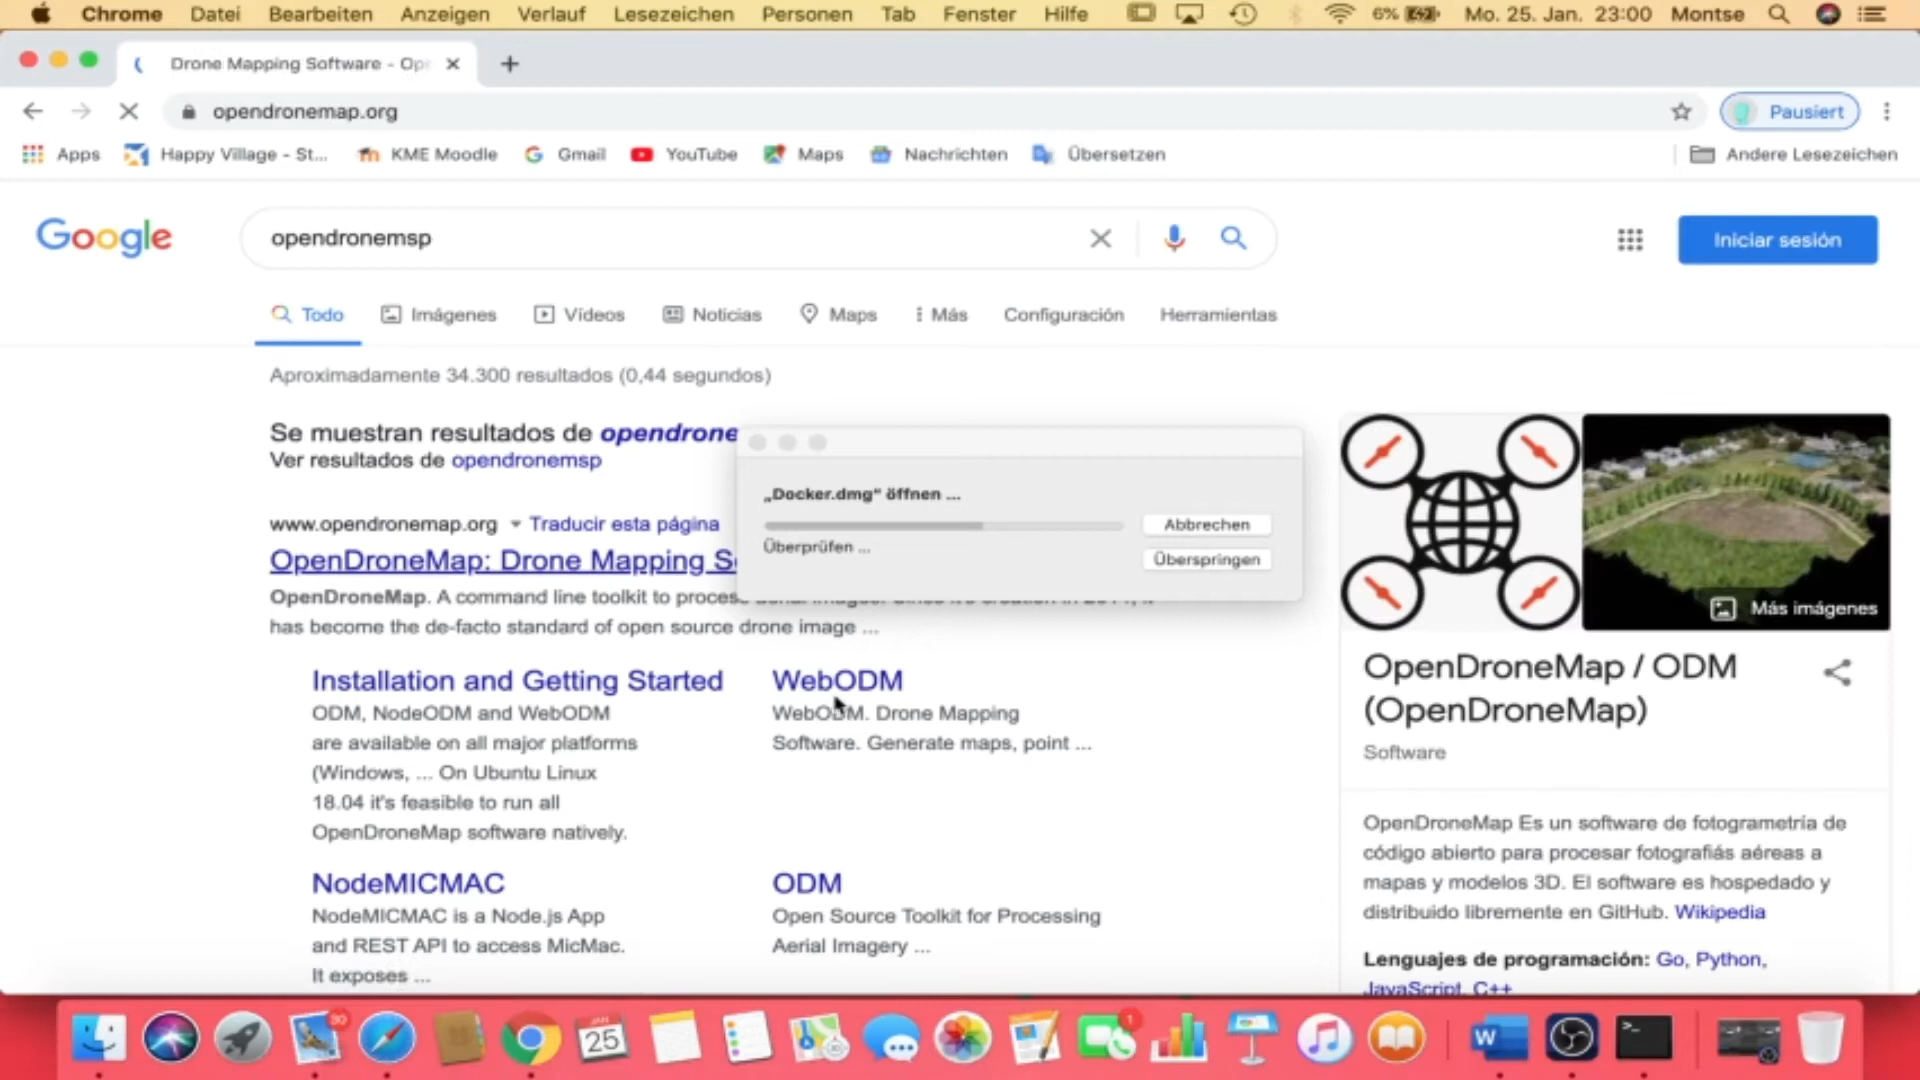 Chrome Datei Bearbeiten Anzeigen Verlauf Lesezeichen Personen Tab Fenster Hilfe 6% Mo. 25. Jan. 23:00 Montse
Drone Mapping Software - Op
opendronemap.org
Pausiert
Apps Happy Village - St... KME Moodle Gmail YouTube Maps Nachrichten Übersetzen Andere Lesezeichen
Google
opendronemsp
Iniciar sesión
Todo Imágenes Vídeos Noticias Maps Más Configuración Herramientas
Aproximadamente 34.300 resultados (0,44 segundos)
Se muestran resultados de opendrone
Ver resultados de opendronemsp
„Docker.dmg“ öffnen ...
Abbrechen
Überprüfen ...
Überspringen
www.opendronemap.org Traducir esta página
OpenDroneMap: Drone Mapping S
OpenDroneMap. A command line toolkit to process
has become the de-facto standard of open source drone image ...
Installation and Getting Started
ODM, NodeODM and WebODM
are available on all major platforms
(Windows, ... On Ubuntu Linux
18.04 it's feasible to run all
OpenDroneMap software natively.
WebODM
WebODM. Drone Mapping
Software. Generate maps, point ...
NodeMICMAC
NodeMICMAC is a Node.js App
and REST API to access MicMac.
It exposes ...
ODM
Open Source Toolkit for Processing
Aerial Imagery ...
Más imágenes
OpenDroneMap / ODM
(OpenDroneMap)
Software
OpenDroneMap Es un software de fotogrametría de
código abierto para procesar fotografiás aéreas a
mapas y modelos 3D. El software es hospedado y
distribuido libremente en GitHub. Wikipedia
Lenguajes de programación: Go, Python,
JavaScript, C++
30
JAN
25
1
W